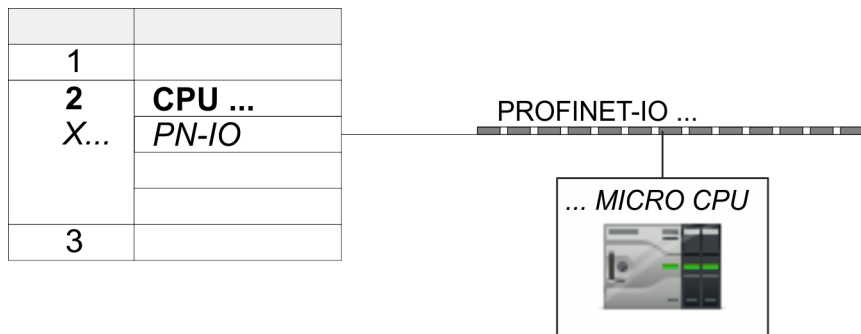 1
2 CPU ...
X... PN-IO
3
PROFINET-IO ...
... MICRO CPU